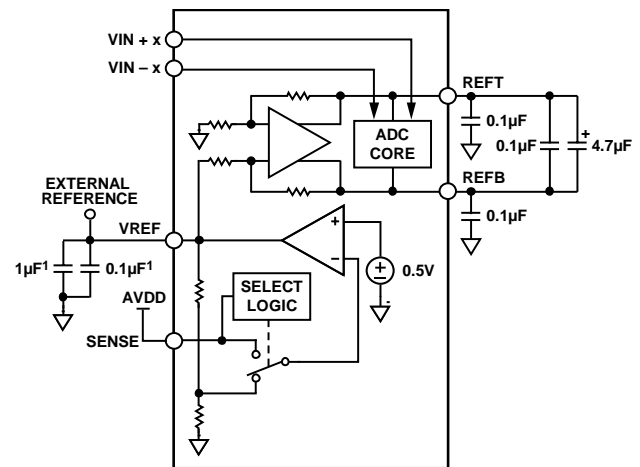 VIN + x
VIN – x
REFT
ADC
CORE
0.1µF
0.1µF
+
4.7µF
EXTERNAL
REFERENCE
REFB
VREF
+
0.1µF
0.5V
+
–
–
1µF1
0.1µF1
SELECT
LOGIC
AVDD
SENSE